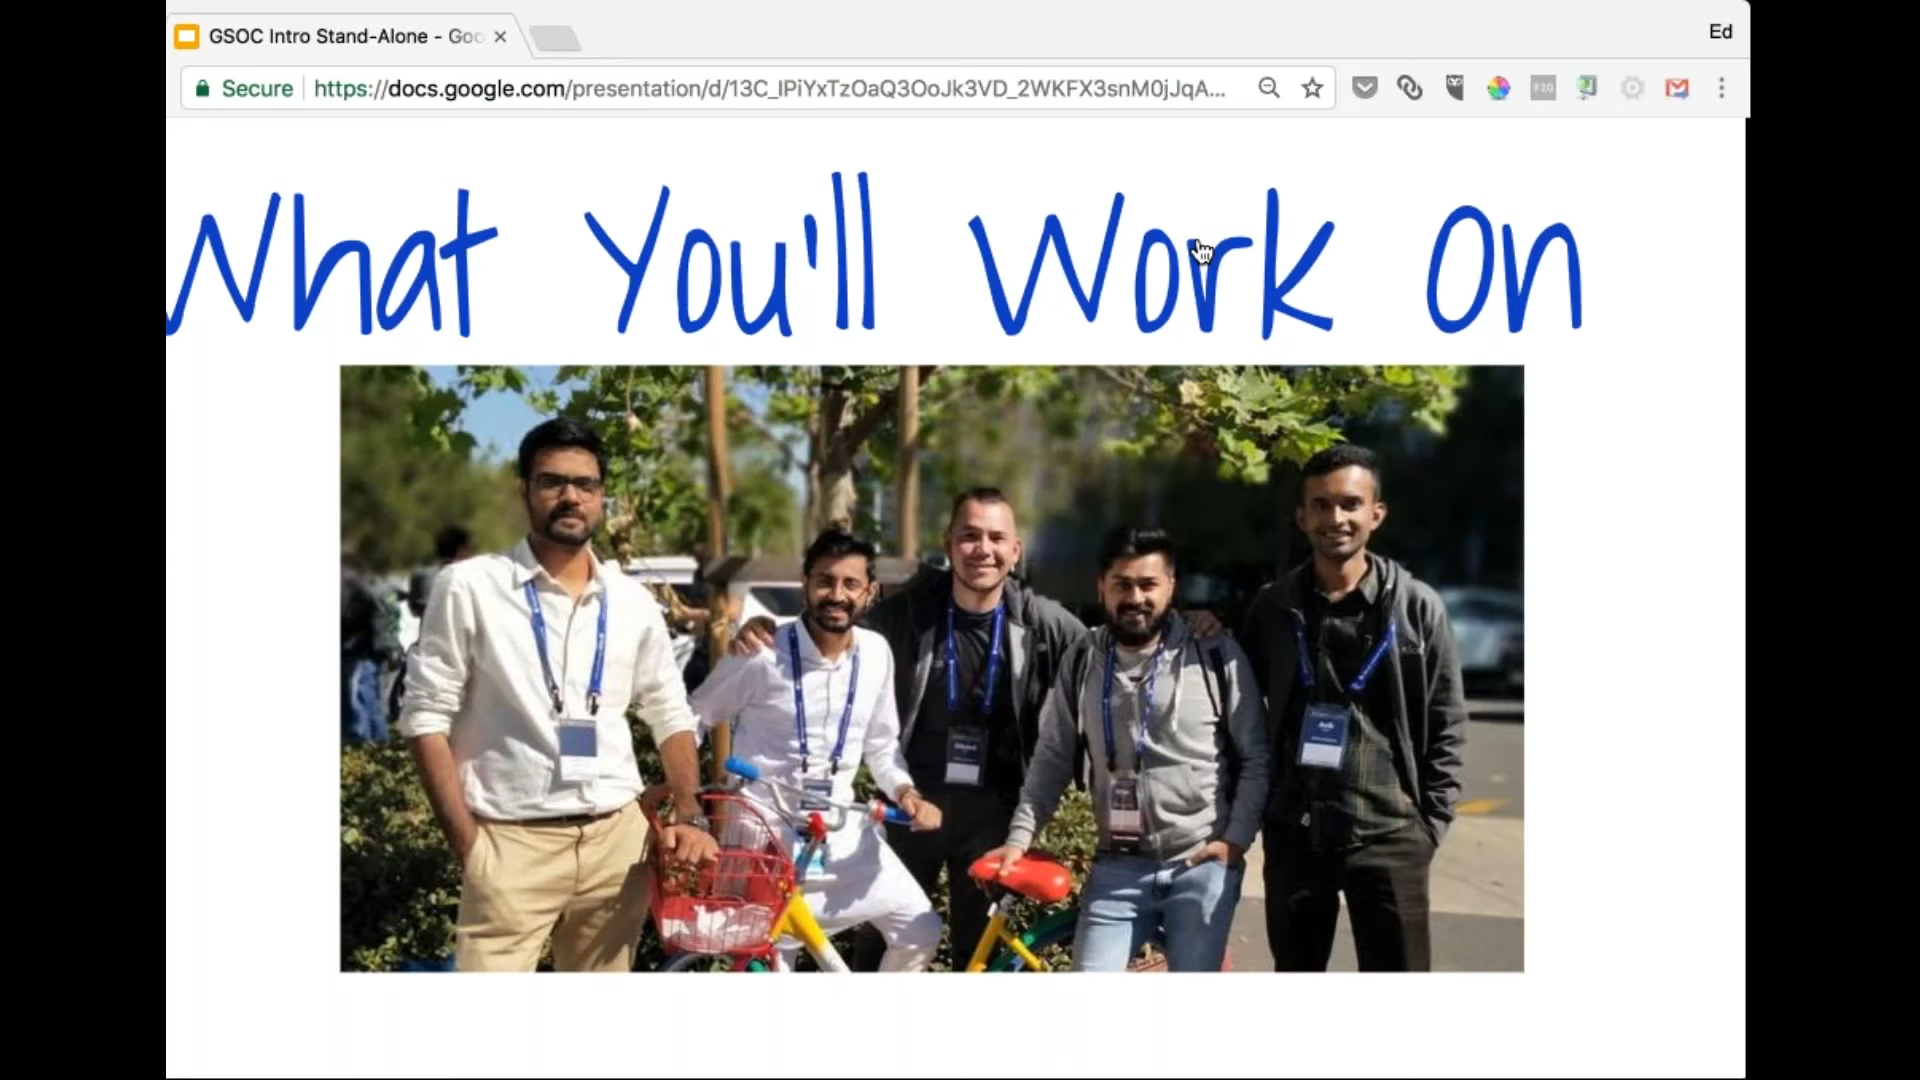 GSOC Intro Stand-Alone - Goo
Ed
Secure
https://docs.google.com/presentation/d/13C_IPiYxTzOaQ3OoJk3VD_2WKFX3snM0jJqA...
What You'll Work On